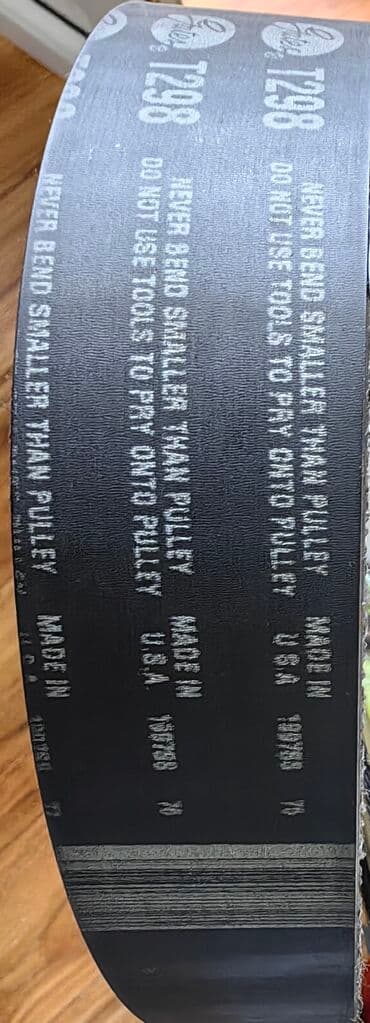 Gates T298
NEVER BEND SMALLER THAN PULLEY MADE IN
DO NOT USE TOOLS TO PRY ONTO PULLEY U.S.A.
Gates T298
NEVER BEND SMALLER THAN PULLEY MADE IN
DO NOT USE TOOLS TO PRY ONTO PULLEY U.S.A.
NEVER BEND SMALLER THAN PULLEY MADE IN